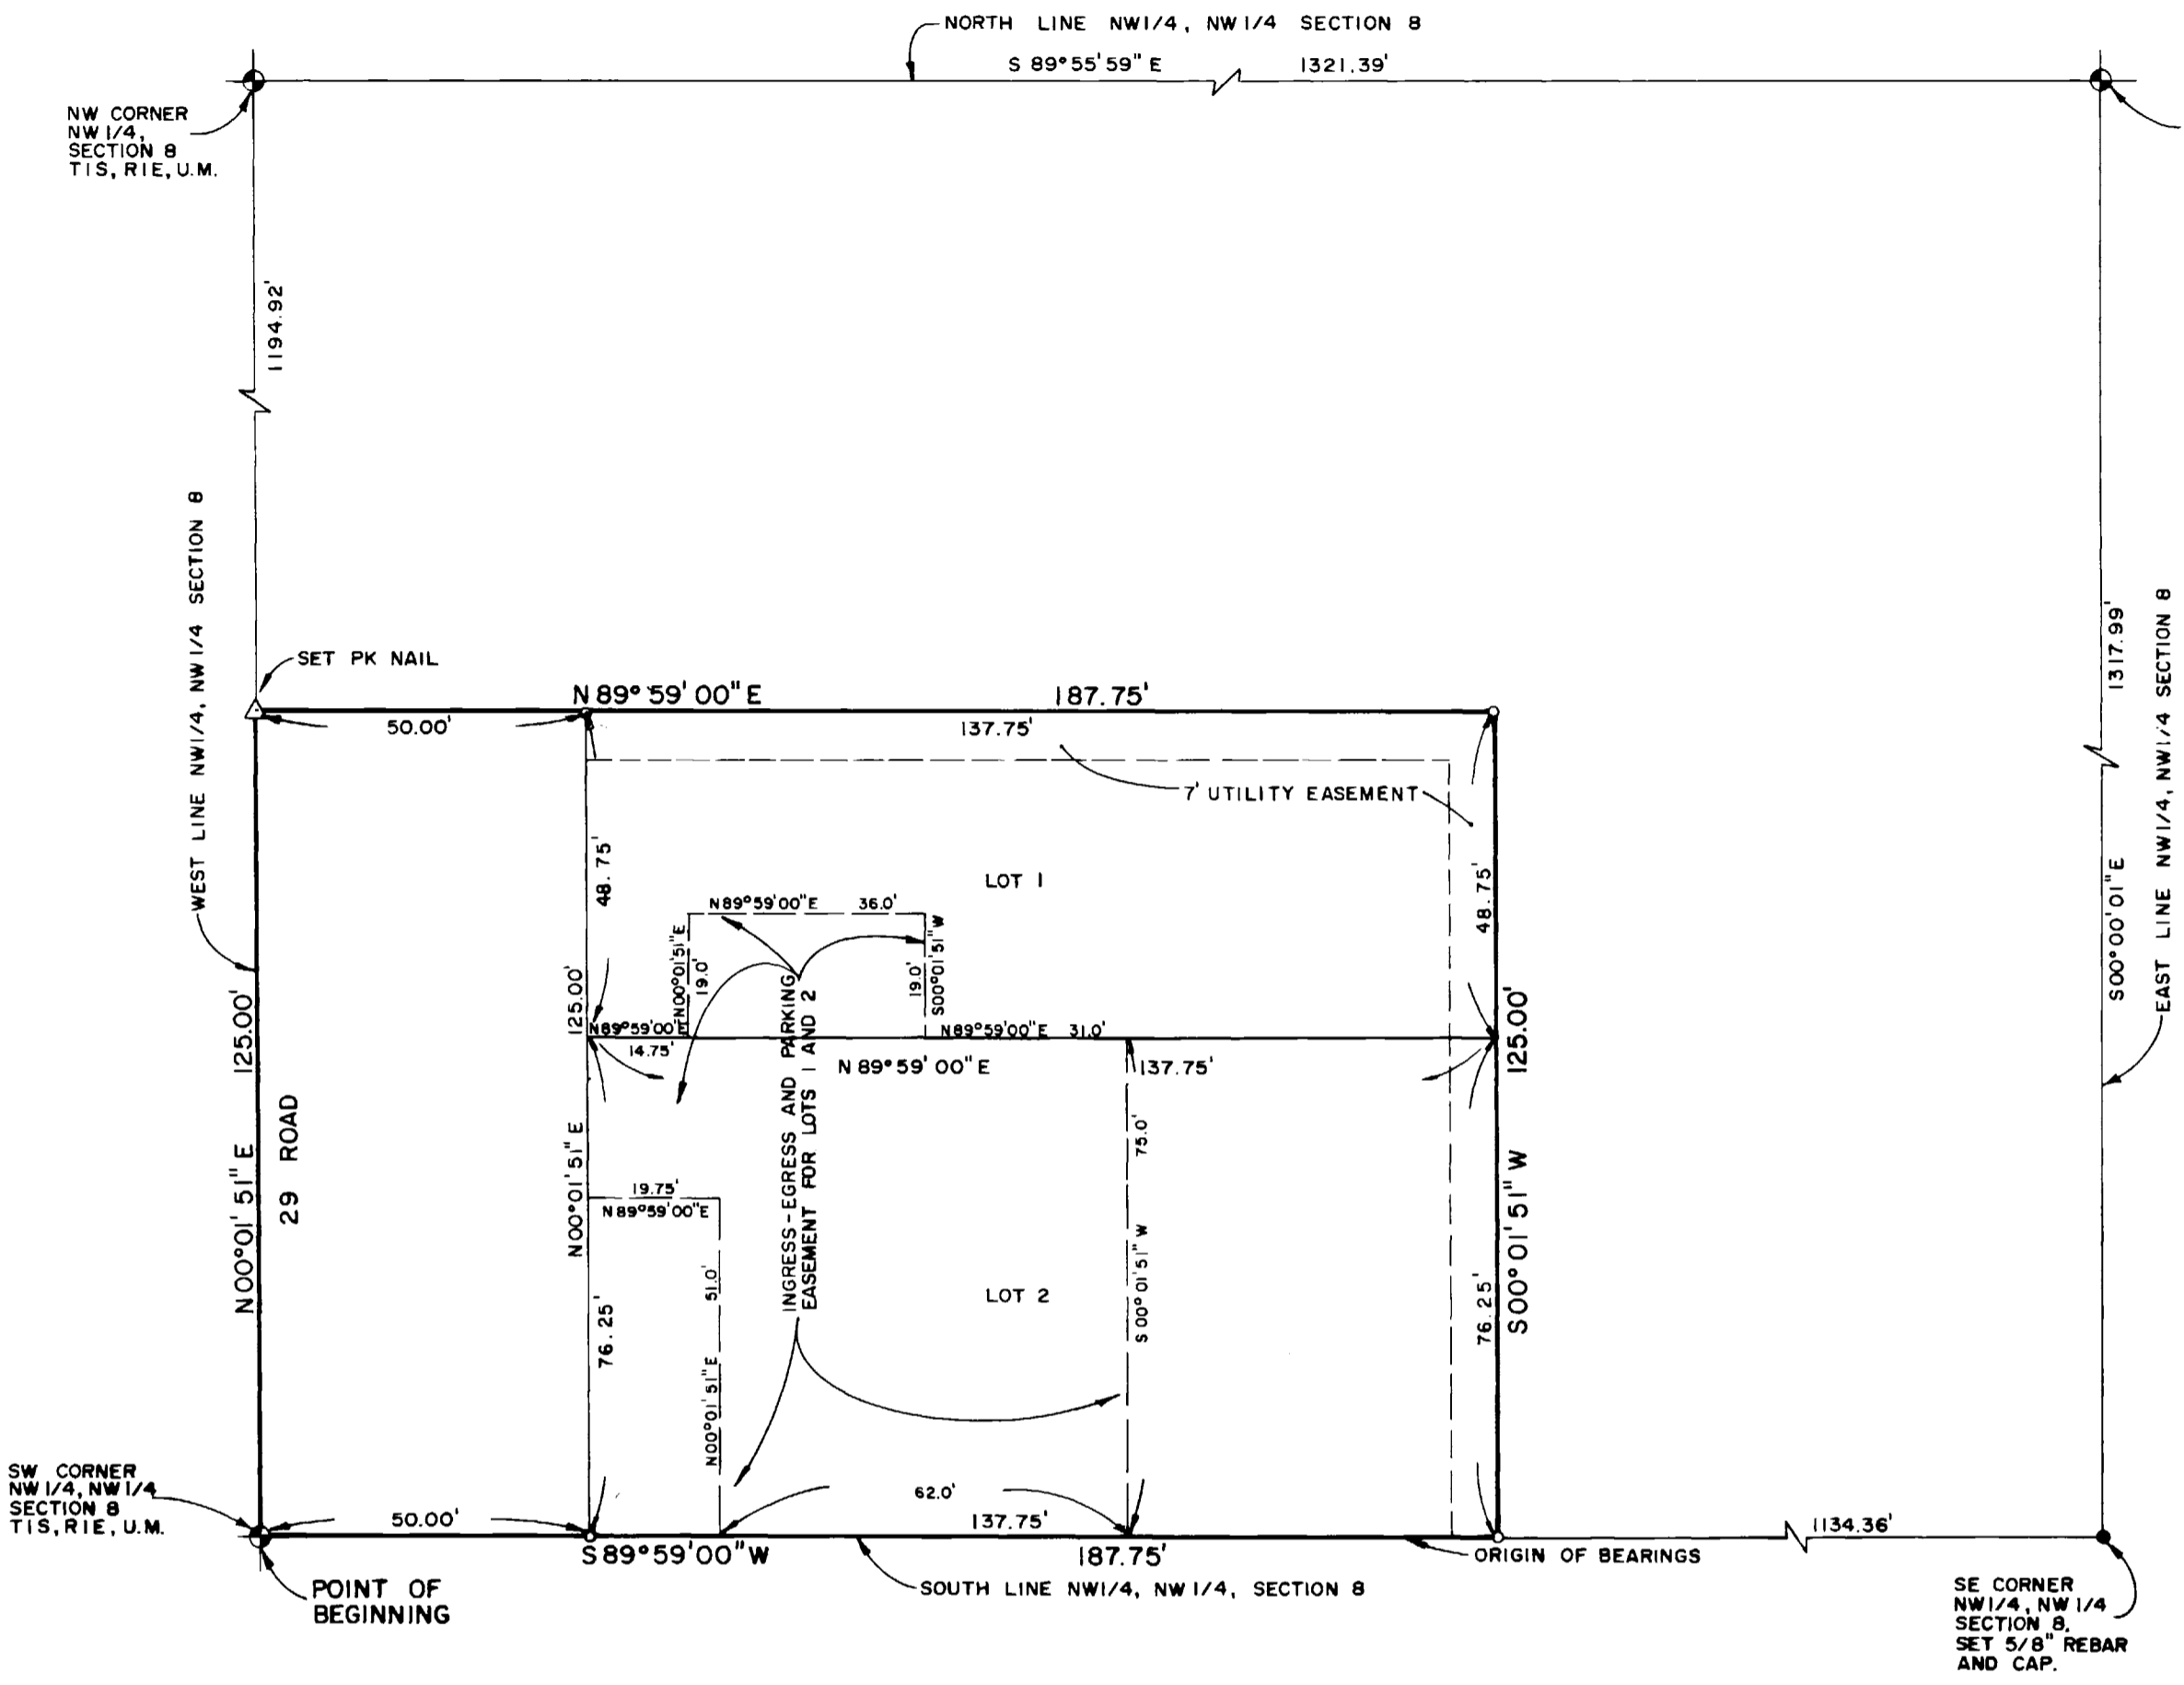 NORTH LINE NW1/4, NW1/4 SECTION 8
S 89°55'59" E 1321.39'
NW CORNER
NW 1/4,
SECTION 8
T1S, R1E, U.M.
1194.92'
WEST LINE NW1/4, NW1/4 SECTION 8
SET PK NAIL
N 89° 59' 00" E 187.75'
50.00'
137.75'
7' UTILITY EASEMENT
48.75'
LOT 1
48.75'
N89°59'00"E 36.0'
N00°01'51"E
19.0'
19.0'
S00°01'51"W
125.00'
N89°59'00"E
14.75'
N89°59'00"E 31.0'
N 89° 59' 00" E 137.75'
INGRESS-EGRESS AND PARKING
EASEMENT FOR LOTS 1 AND 2
N00°01'51" E 125.00'
29 ROAD
N00°01'51" E
19.75'
N89°59'00"E
N00°01'51"E 51.0'
76.25'
LOT 2
S 00° 01' 51" W 75.0'
76.25'
S00° 01' 51" W 125.00'
1317.99'
S00°00'01" E
EAST LINE NW1/4, NW1/4 SECTION 8
SW CORNER
NW 1/4, NW 1/4
SECTION 8
T1S, R1E, U.M.
50.00'
62.0'
137.75'
1134.36'
S 89°59'00" W 187.75'
ORIGIN OF BEARINGS
SOUTH LINE NW1/4, NW 1/4, SECTION 8
POINT OF
BEGINNING
SE CORNER
NW1/4, NW 1/4
SECTION 8.
SET 5/8" REBAR
AND CAP.